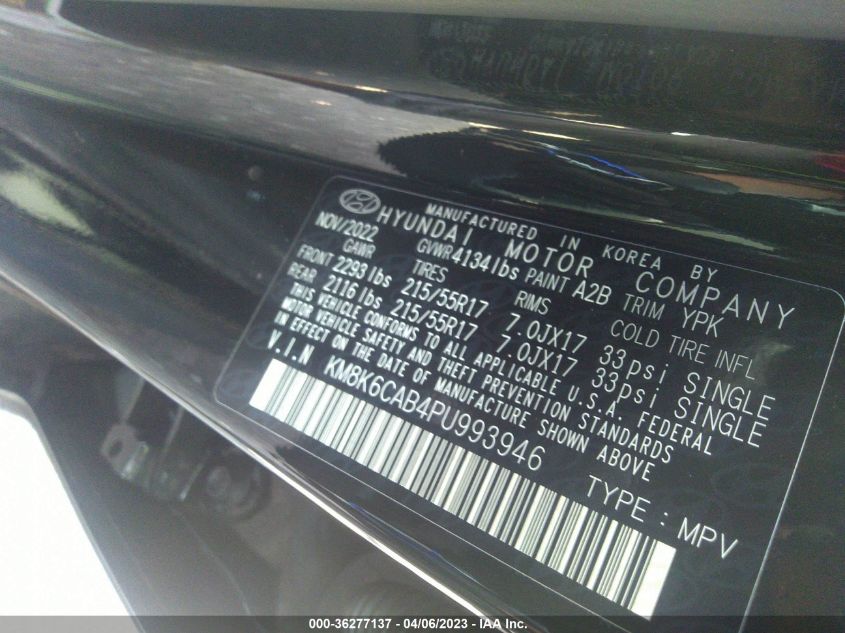 MANUFACTURED IN KOREA BY
HYUNDAI MOTOR COMPANY
NOV/2022 GVWR 4134 lbs PAINT A2B TRIM YPK
GAWR TIRES RIMS COLD TIRE INFL
FRONT 2293 lbs 215/55R17 7.0JX17 33psi SINGLE
REAR 2116 lbs 215/55R17 7.0JX17 33psi SINGLE
THIS VEHICLE CONFORMS TO ALL APPLICABLE U.S.A. FEDERAL
MOTOR VEHICLE SAFETY AND THEFT PREVENTION STANDARDS
IN EFFECT ON THE DATE OF MANUFACTURE SHOWN ABOVE
V.I.N KM8K6CAB4PU993946
TYPE : MPV
000-36277137 - 04/06/2023 - IAA Inc.